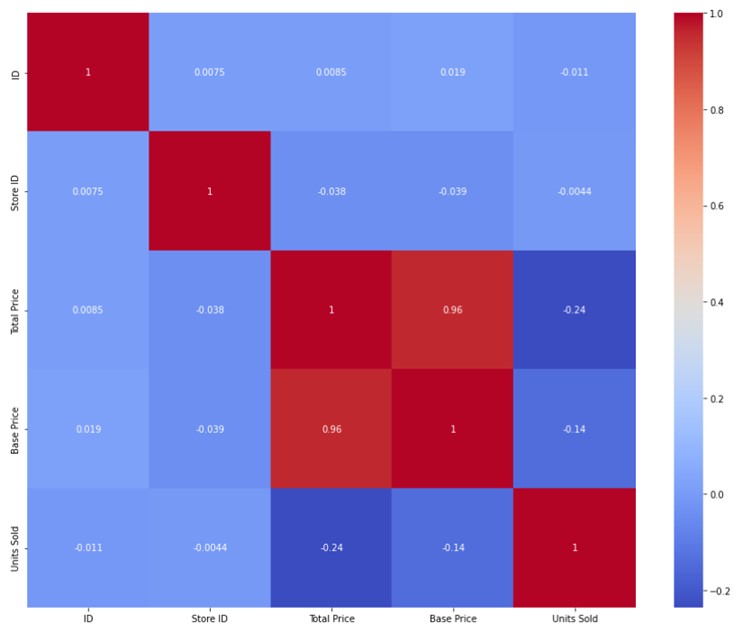 ID 1 0.0075 0.0085 0.019 -0.011
Store ID 0.0075 1 -0.038 -0.039 -0.0044
Total Price 0.0085 -0.038 1 0.96 -0.24
Base Price 0.019 -0.039 0.96 1 -0.14
Units Sold -0.011 -0.0044 -0.24 -0.14 1
ID Store ID Total Price Base Price Units Sold
1.0
0.8
0.6
0.4
0.2
0.0
−0.2